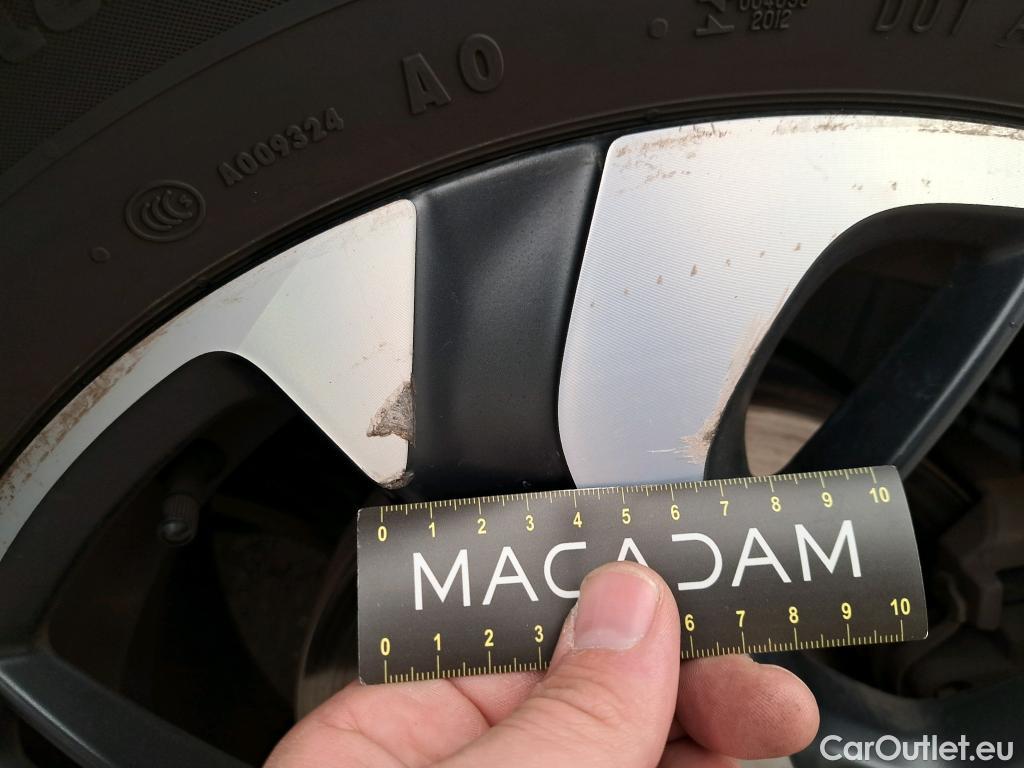 AO
2012
DOT A
A009324
CCC
0 1 2 3 4 5 6 7 8 9 10
MACADAM
0 1 2 3 6 7 8 9 10
CarOutlet.eu